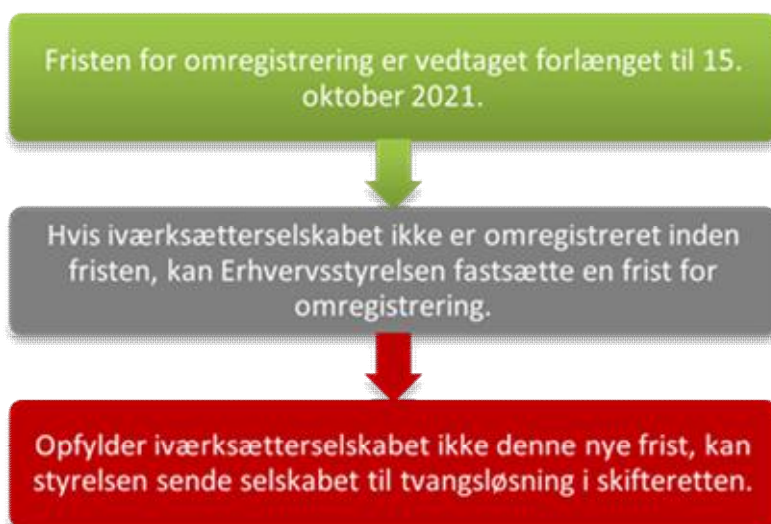 Fristen for omregistrering er vedtaget forlænget til 15.
oktober 2021.
Hvis iværksætterselskabet ikke er omregistreret inden
fristen, kan Erhvervsstyrelsen fastsætte en frist for
omregistrering.
Opfylder iværksætterselskabet ikke denne nye frist, kan
styrelsen sende selskabet til tvangsløsning i skifteretten.